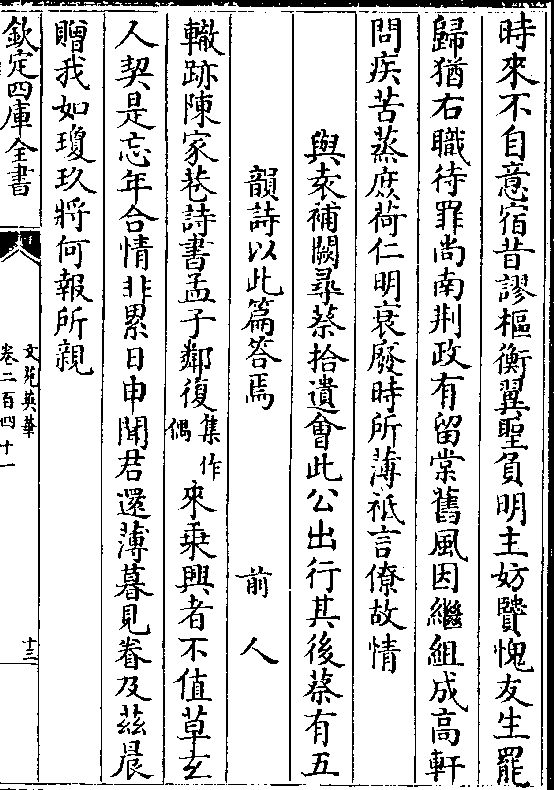 時來不自意宿昔謬樞衡翼聖負明主妨賢愧友生罷
歸猶右職待罪尚南荆政有留棠舊風因繼組成高軒
問疾苦蒸庶荷仁明衰廢時所薄祗言僚故情
與袁補闕尋蔡拾遺會此公出行其後蔡有五
韻詩以此篇答焉 前人
轍跡陳家巷詩書孟子鄰復集作偶來乗興者不值草玄
人契是忘年合情非累日申聞君還薄暮見眷及茲晨
贈我如瓊玖將何報所親
欽定四庫全書
文苑英華
卷二百四十一
十三